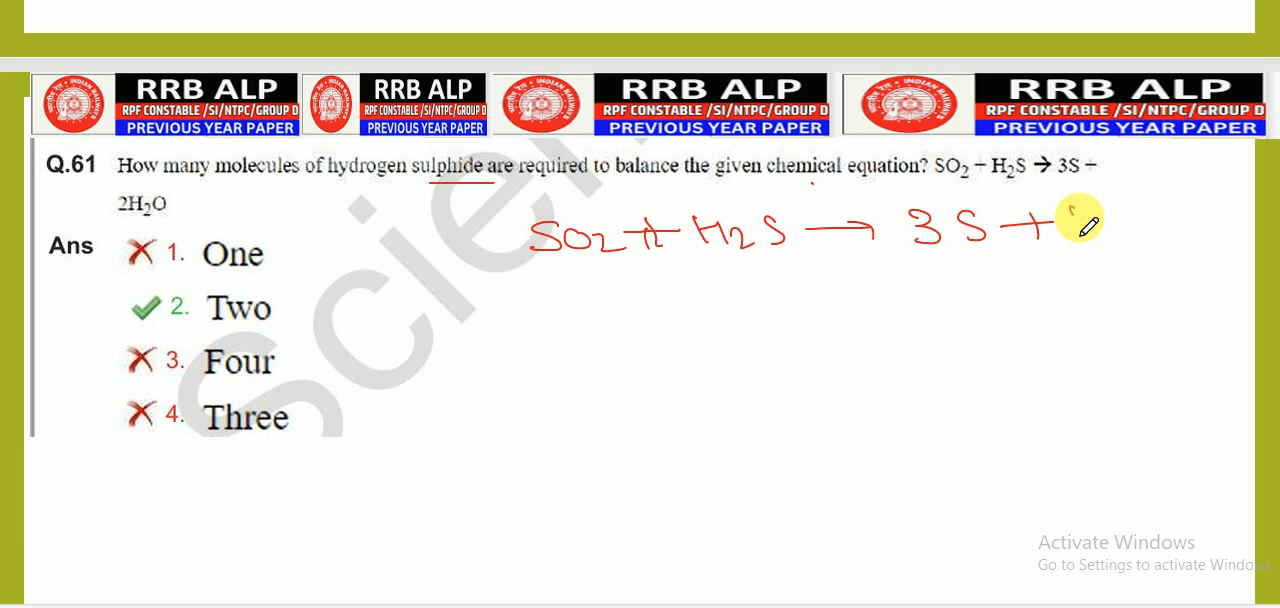 RRB ALP RRB ALP RRB ALP RRB ALP
RPF CONSTABLE /SI/NTPC/GROUP D RPF CONSTABLE /SI/NTPC/GROUP D RPF CONSTABLE /SI/NTPC/GROUP D RPF CONSTABLE /SI/NTPC/GROUP D
PREVIOUS YEAR PAPER PREVIOUS YEAR PAPER PREVIOUS YEAR PAPER PREVIOUS YEAR PAPER
Q.61 How many molecules of hydrogen sulphide are required to balance the given chemical equation? SO₂ + H₂S → 3S +
2H₂O
SO2 + H2S → 3S +
Ans 1. One
2. Two
3. Four
4. Three
Scien
Activate Windows
Go to Settings to activate Windows